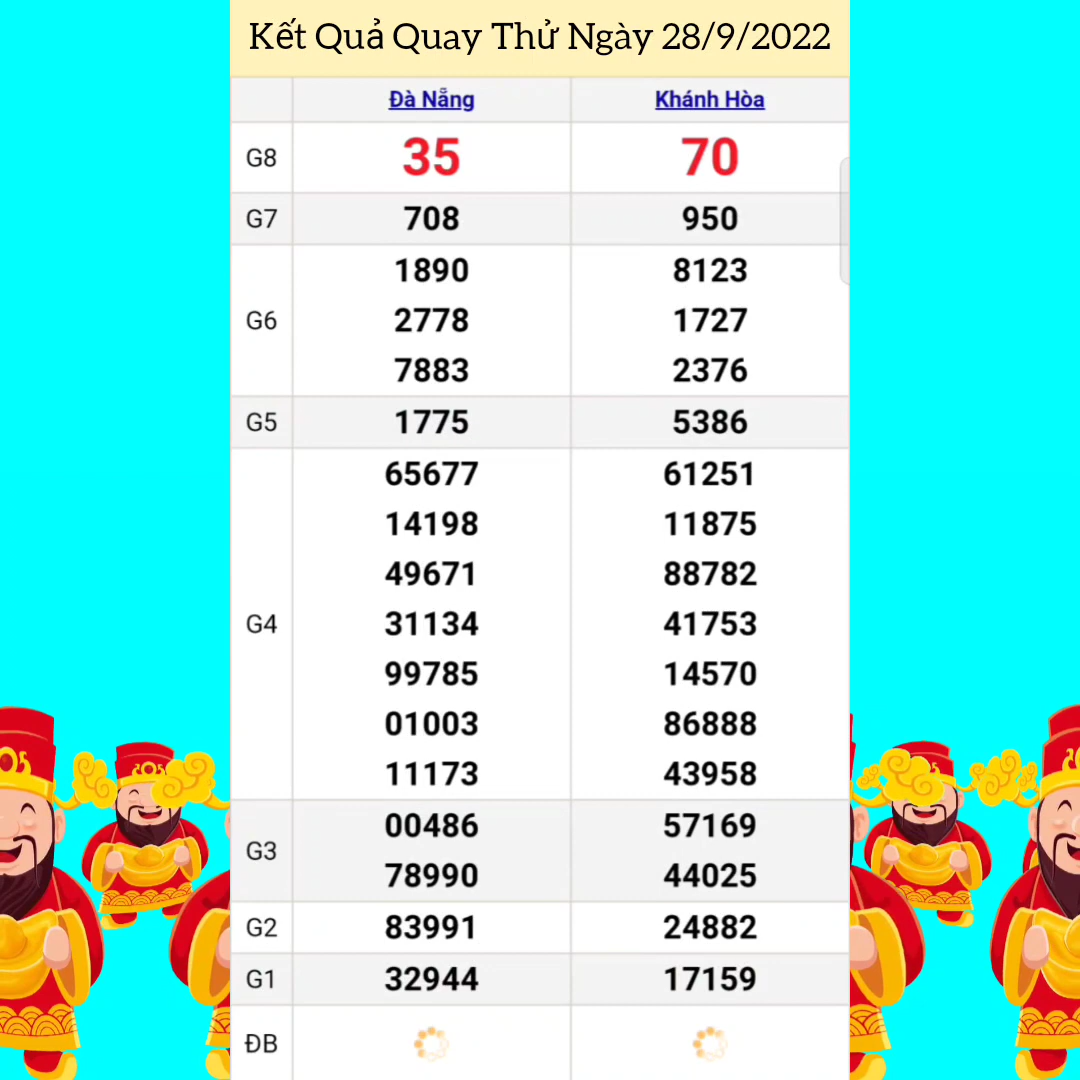 Kết Quả Quay Thử Ngày 28/9/2022
Đà Nẵng Khánh Hòa
G8 35 70
G7 708 950
1890 8123
G6 2778 1727
7883 2376
G5 1775 5386
65677 61251
14198 11875
49671 88782
G4 31134 41753
99785 14570
01003 86888
11173 43958
G3 00486 57169
78990 44025
G2 83991 24882
G1 32944 17159
ĐB